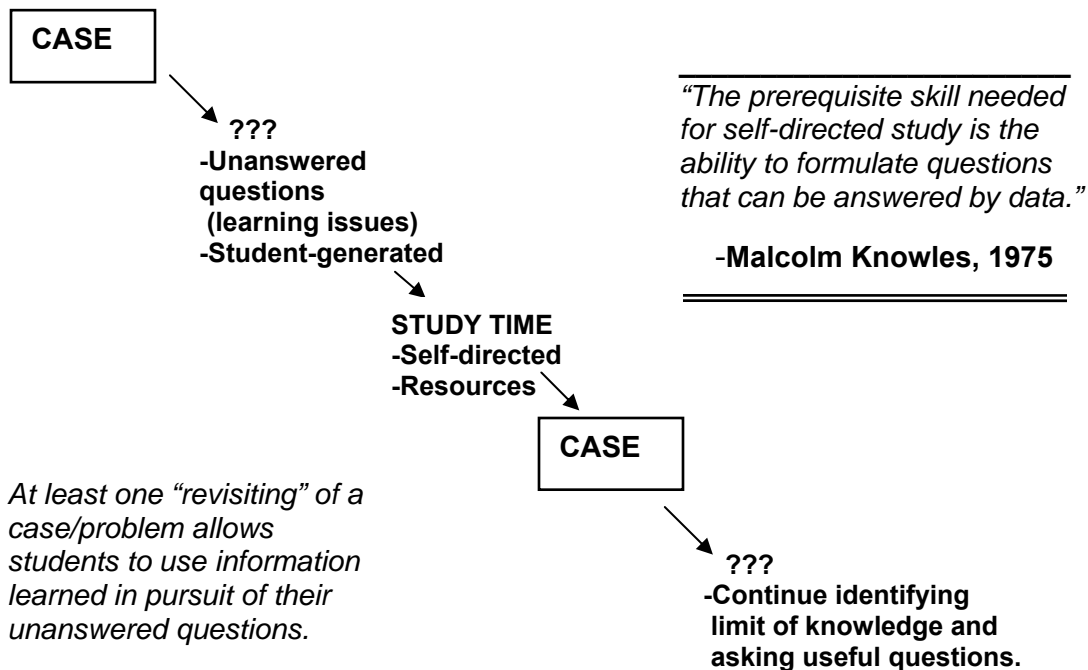 CASE
???
-Unanswered
questions
(learning issues)
-Student-generated
“The prerequisite skill needed
for self-directed study is the
ability to formulate questions
that can be answered by data.”
-Malcolm Knowles, 1975
STUDY TIME
-Self-directed
-Resources
CASE
At least one “revisiting” of a
case/problem allows
students to use information
learned in pursuit of their
unanswered questions.
???
-Continue identifying
limit of knowledge and
asking useful questions.